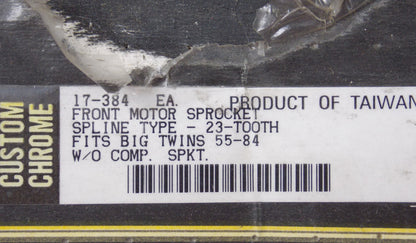 17-384 EA. PRODUCT OF TAIWAN
FRONT MOTOR SPROCKET
SPLINE TYPE - 23-TOOTH
FITS BIG TWINS 55-84
W/O COMP. SPKT.
CUSTOM
CHROME